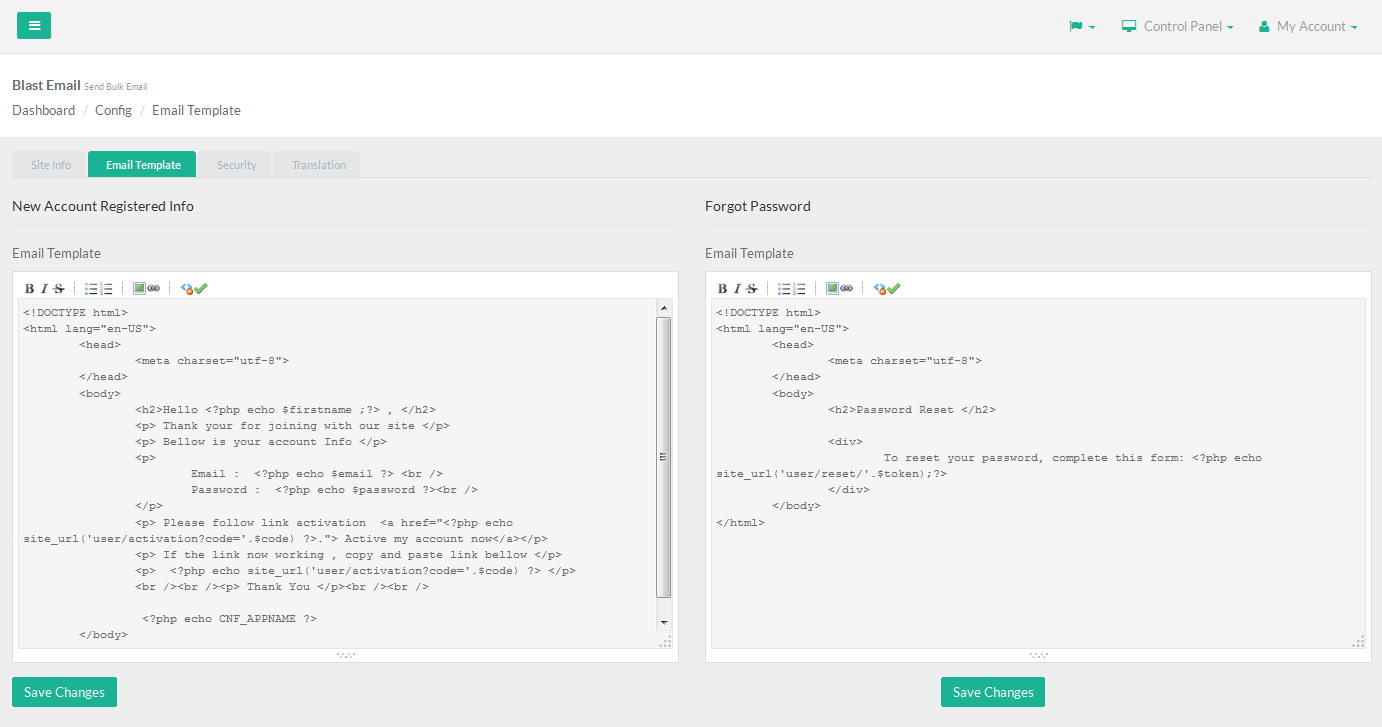 Control Panel
My Account
Blast Email Send Bulk Email
Dashboard / Config / Email Template
Site Info
Email Template
Security
Translation
New Account Registered Info
Email Template
B I S
<!DOCTYPE html>
<html lang="en-US">
<head>
<meta charset="utf-8">
</head>
<body>
<h2>Hello <?php echo $firstname ;?> , </h2>
<p> Thank your for joining with our site </p>
<p> Bellow is your account Info </p>
<p>
Email :  <?php echo $email ?> <br />
Password :  <?php echo $password ?><br />
</p>
<p> Please follow link activation  <a href="<?php echo
site_url('user/activation?code='.$code) ?>."> Active my account now</a></p>
<p> If the link now working , copy and paste link bellow </p>
<p>  <?php echo site_url('user/activation?code='.$code) ?> </p>
<br /><br /><p> Thank You </p><br /><br />
<?php echo CNF_APPNAME ?>
</body>
Save Changes
Forgot Password
Email Template
B I S
<!DOCTYPE html>
<html lang="en-US">
<head>
<meta charset="utf-8">
</head>
<body>
<h2>Password Reset </h2>
<div>
To reset your password, complete this form: <?php echo
site_url('user/reset/'.$token);?>
</div>
</body>
</html>
Save Changes